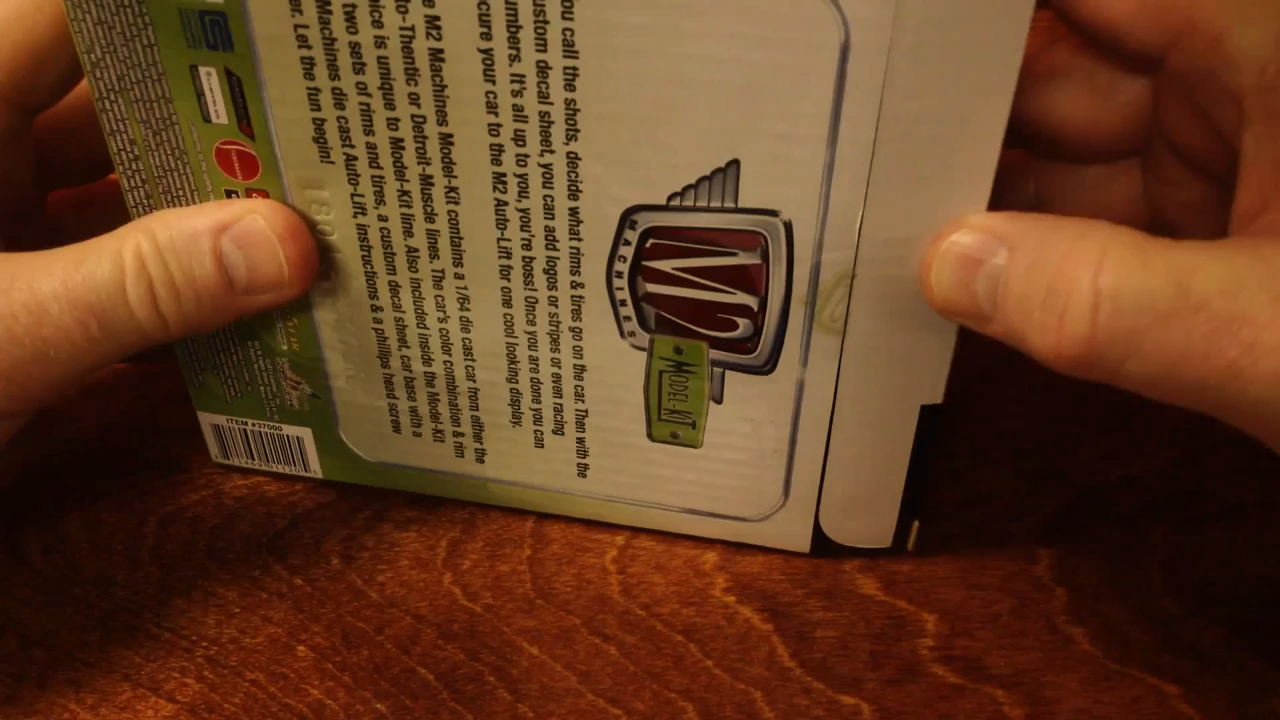 MACHINES
M2
MODEL-KIT
ou call the shots, decide what rims & tires go on the car. Then with the
ustom decal sheet, you can add logos or stripes or even racing
umbers. It's all up to you, you're boss! Once you are done you can
cure your car to the M2 Auto-Lift for one cool looking display.
e M2 Machines Model-Kit contains a 1/64 die cast car from either the
to-Thentic or Detroit-Muscle lines. The car's color combination & rim
oice is unique to Model-Kit line. Also included inside the Model-Kit
two sets of rims and tires, a custom decal sheet, car base with a
Machines die cast Auto-Lift, instructions & a phillips head screw
er. Let the fun begin!
ITEM #37000